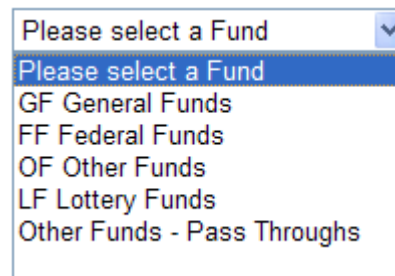 Please select a Fund
Please select a Fund
GF General Funds
FF Federal Funds
OF Other Funds
LF Lottery Funds
Other Funds - Pass Throughs